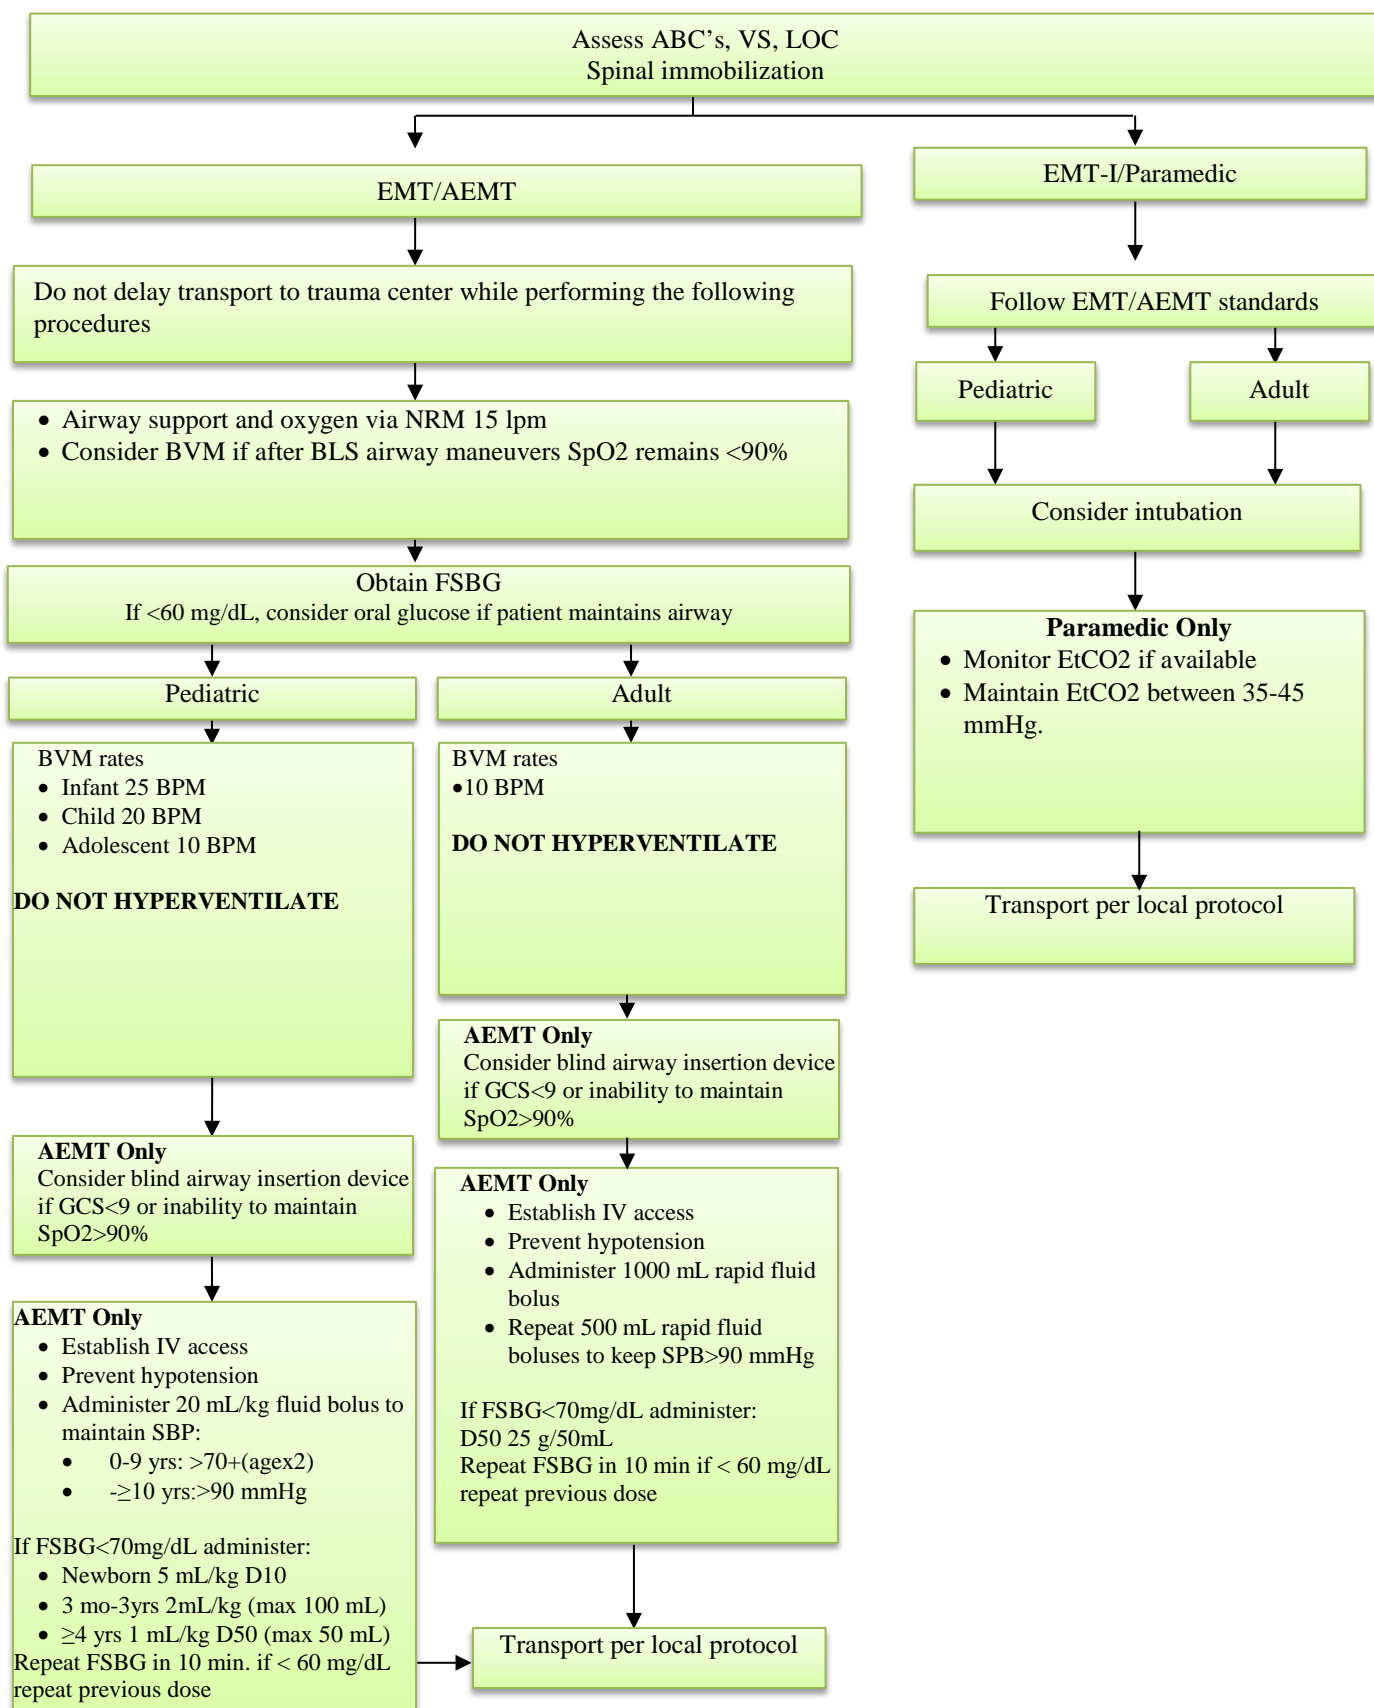 Assess ABC’s, VS, LOC
Spinal immobilization
EMT/AEMT
Do not delay transport to trauma center while performing the following
procedures
• Airway support and oxygen via NRM 15 lpm
• Consider BVM if after BLS airway maneuvers SpO2 remains <90%
Obtain FSBG
If <60 mg/dL, consider oral glucose if patient maintains airway
Pediatric
BVM rates
• Infant 25 BPM
• Child 20 BPM
• Adolescent 10 BPM
DO NOT HYPERVENTILATE
AEMT Only
Consider blind airway insertion device
if GCS<9 or inability to maintain
SpO2>90%
AEMT Only
• Establish IV access
• Prevent hypotension
• Administer 20 mL/kg fluid bolus to
maintain SBP:
• 0-9 yrs: >70+(agex2)
• -≥10 yrs:>90 mmHg
If FSBG<70mg/dL administer:
• Newborn 5 mL/kg D10
• 3 mo-3yrs 2mL/kg (max 100 mL)
• ≥4 yrs 1 mL/kg D50 (max 50 mL)
Repeat FSBG in 10 min. if < 60 mg/dL
repeat previous dose
Adult
BVM rates
•10 BPM
DO NOT HYPERVENTILATE
AEMT Only
Consider blind airway insertion device
if GCS<9 or inability to maintain
SpO2>90%
AEMT Only
• Establish IV access
• Prevent hypotension
• Administer 1000 mL rapid fluid
bolus
• Repeat 500 mL rapid fluid
boluses to keep SPB>90 mmHg
If FSBG<70mg/dL administer:
D50 25 g/50mL
Repeat FSBG in 10 min if < 60 mg/dL
repeat previous dose
Transport per local protocol
EMT-I/Paramedic
Follow EMT/AEMT standards
Pediatric
Adult
Consider intubation
Paramedic Only
• Monitor EtCO2 if available
• Maintain EtCO2 between 35-45
mmHg.
Transport per local protocol